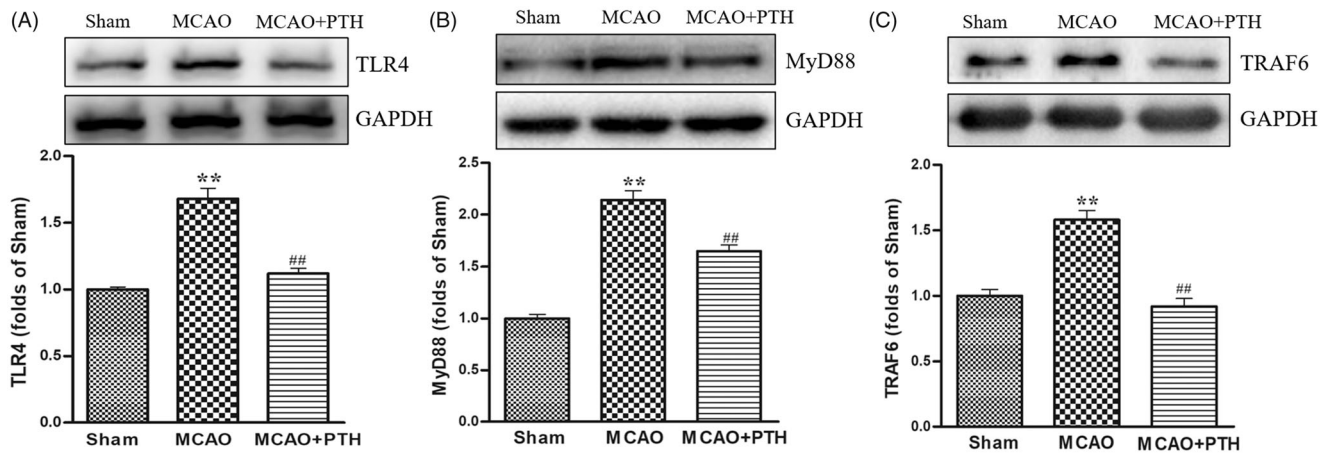 (A)
Sham MCAO MCAO+PTH
TLR4
GAPDH
2.0
1.5
1.0
0.5
0.0
TLR4 (folds of Sham)
**
##
Sham MCAO MCAO+PTH
(B)
Sham MCAO MCAO+PTH
MyD88
GAPDH
2.5
2.0
1.5
1.0
0.5
0.0
MyD88 (folds of Sham)
**
##
Sham MCAO MCAO+PTH
(C)
Sham MCAO MCAO+PTH
TRAF6
GAPDH
2.0
1.5
1.0
0.5
0.0
TRAF6 (folds of Sham)
**
##
Sham MCAO MCAO+PTH